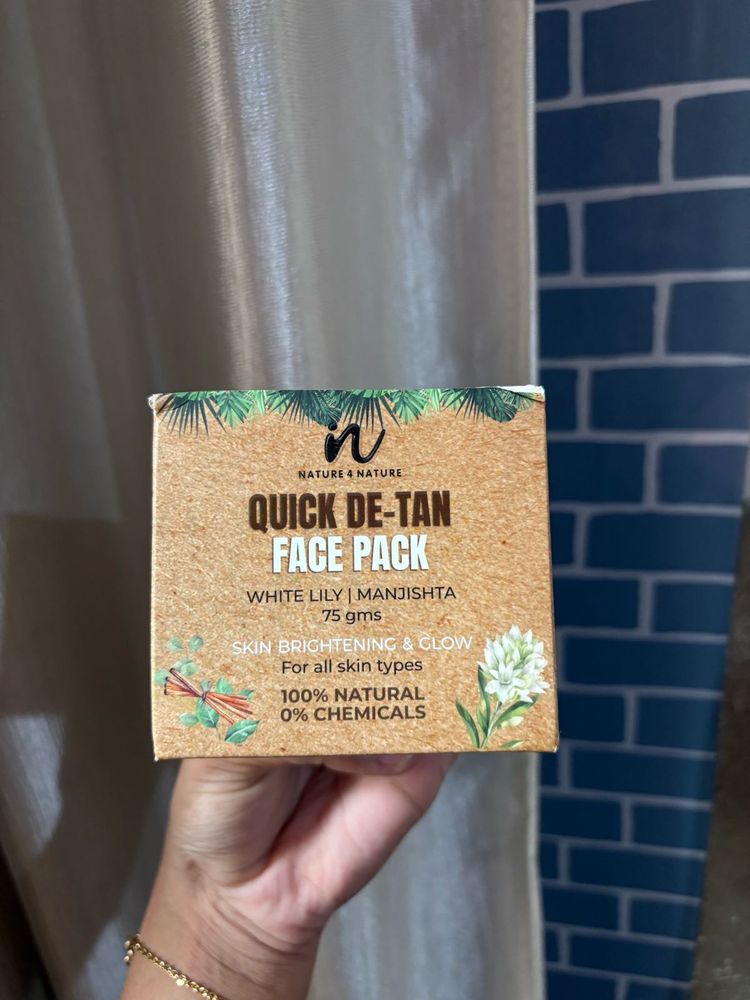 n
NATURE 4 NATURE
QUICK DE-TAN
FACE PACK
WHITE LILY | MANJISHTA
75 gms
SKIN BRIGHTENING & GLOW
For all skin types
100% NATURAL
0% CHEMICALS